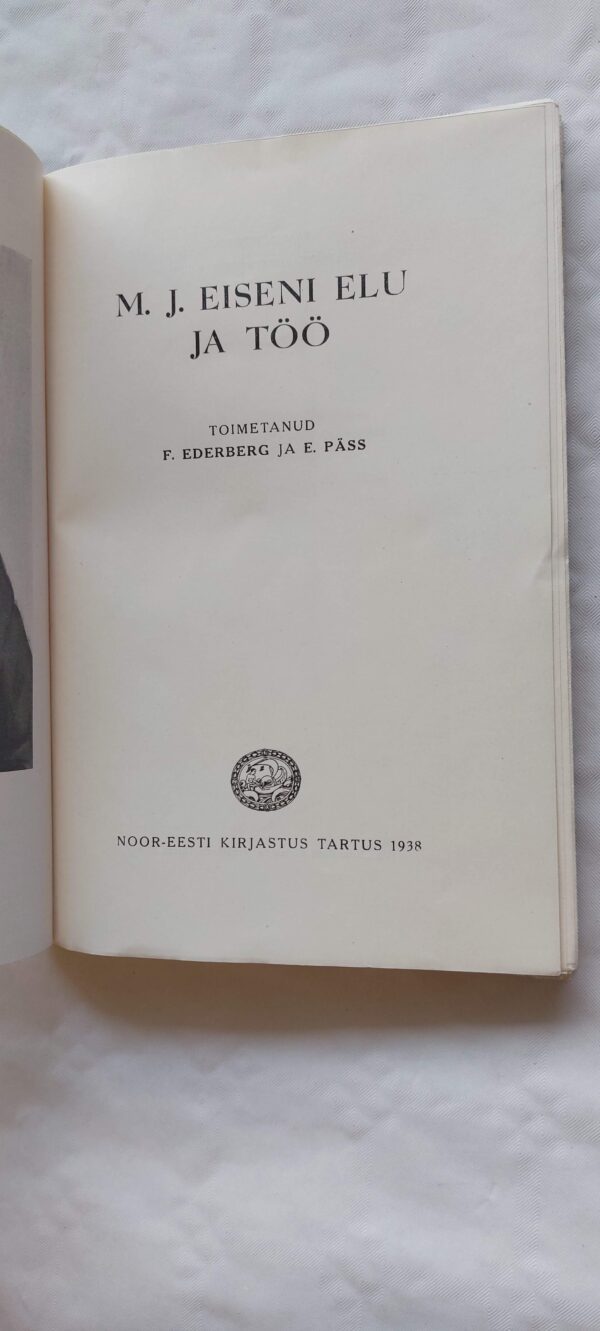 M. J. EISENI ELU
JA TÖÖ
TOIMETANUD
F. EDERBERG JA E. PÄSS
NOOR-EESTI KIRJASTUS TARTUS 1938